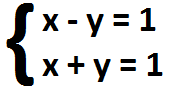 x - y = 1
x + y = 1